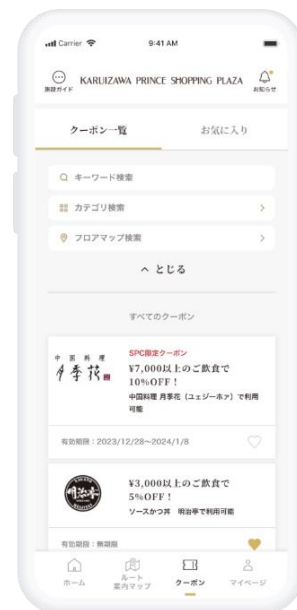 Carrier
9:41 AM
施設ガイド
KARUIZAWA PRINCE SHOPPING PLAZA
お知らせ
クーポン一覧
お気に入り
キーワード検索
カテゴリ検索
フロアマップ検索
とじる
すべてのクーポン
中国料理
月季花
SPC限定クーポン
¥7,000以上のご飲食で
10%OFF！
中国料理 月季花（ユェジーホァ）で利用
可能
有効期限：2023/12/28~2024/1/8
明治亭
¥3,000以上のご飲食で
5%OFF！
ソースかつ丼 明治亭で利用可能
有効期限：無期限
ホーム
ルート
案内マップ
クーポン
マイページ